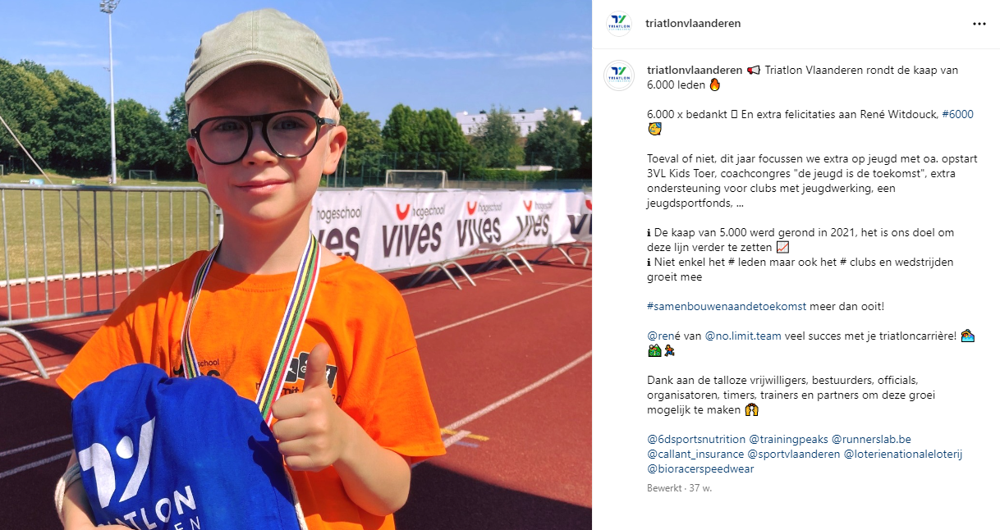 triatlonvlaanderen
triatlonvlaanderen 📢 Triatlon Vlaanderen rondt de kaap van
6.000 leden 🔥
6.000 x bedankt ▯ En extra felicitaties aan René Witdouck, #6000
🥳
Toeval of niet, dit jaar focussen we extra op jeugd met oa. opstart
3VL Kids Toer, coachcongres "de jeugd is de toekomst", extra
ondersteuning voor clubs met jeugdwerking, een
jeugdsportfonds, ...
ℹ De kaap van 5.000 werd gerond in 2021, het is ons doel om
deze lijn verder te zetten 📈
ℹ Niet enkel het # leden maar ook het # clubs en wedstrijden
groeit mee
#samenbouwenaandetoekomst meer dan ooit!
@rené van @no.limit.team veel succes met je triatloncarrière! 🏊
🚵🏃
Dank aan de talloze vrijwilligers, bestuurders, officials,
organisatoren, timers, trainers en partners om deze groei
mogelijk te maken 🙌
@6dsportsnutrition @trainingpeaks @runnerslab.be
@callant_insurance @sportvlaanderen @loterienationaleloterij
@bioracerspeedwear
Bewerkt · 37 w.
TRIATLON
TRIATLON
hogeschool
vives
hogeschool
vives
hogeschool
vives
hogeschool
vives
school